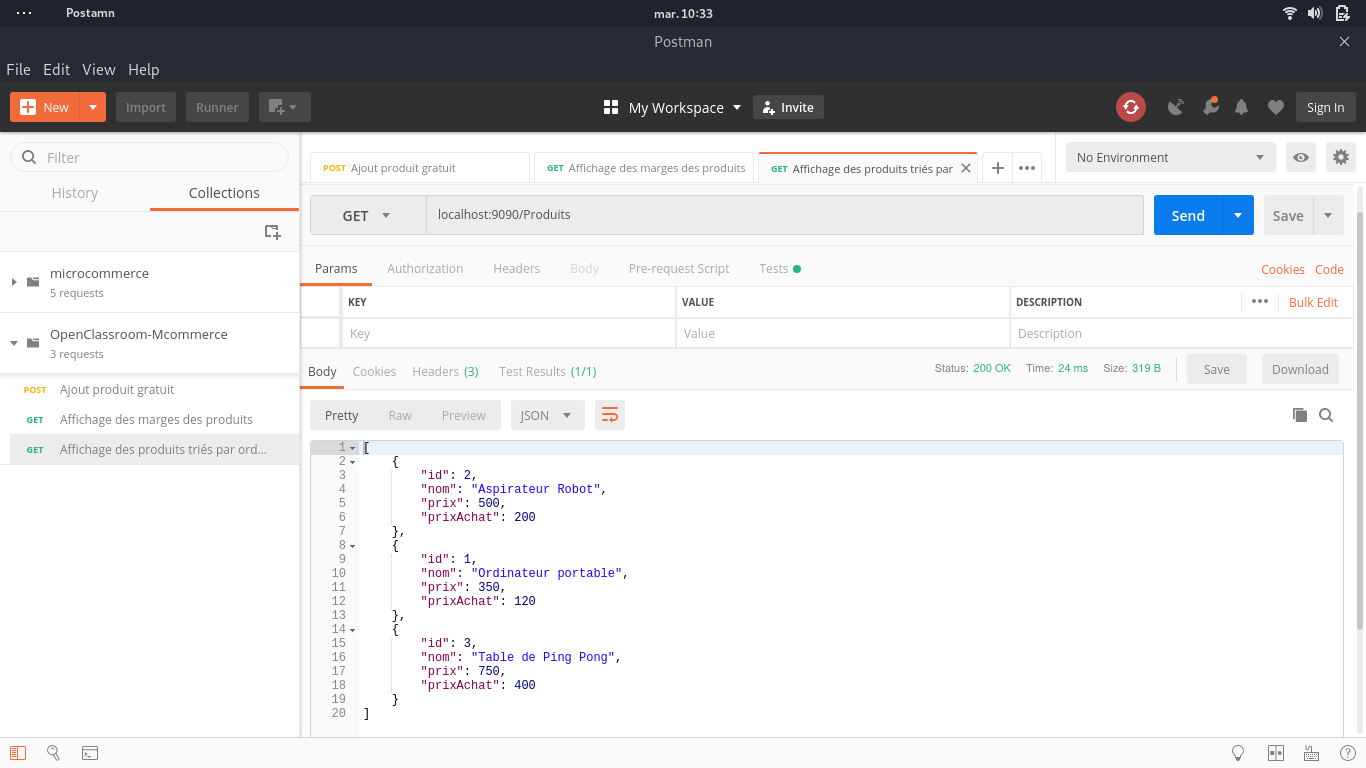 Postamn
mar. 10:33
Postman
File Edit View Help
New Import Runner My Workspace Invite Sign In
Filter
History Collections
microcommerce
5 requests
OpenClassroom-Mcommerce
3 requests
POST Ajout produit gratuit
GET Affichage des marges des produits
GET Affichage des produits triés par ord...
POST Ajout produit gratuit GET Affichage des marges des produits GET Affichage des produits triés par
No Environment
GET localhost:9090/Produits Send Save
Params Authorization Headers Body Pre-request Script Tests Cookies Code
KEY VALUE DESCRIPTION Bulk Edit
Key Value Description
Body Cookies Headers (3) Test Results (1/1) Status: 200 OK Time: 24 ms Size: 319 B Save Download
Pretty Raw Preview JSON
1 [
2 {
3 "id": 2,
4 "nom": "Aspirateur Robot",
5 "prix": 500,
6 "prixAchat": 200
7 },
8 {
9 "id": 1,
10 "nom": "Ordinateur portable",
11 "prix": 350,
12 "prixAchat": 120
13 },
14 {
15 "id": 3,
16 "nom": "Table de Ping Pong",
17 "prix": 750,
18 "prixAchat": 400
19 }
20 ]